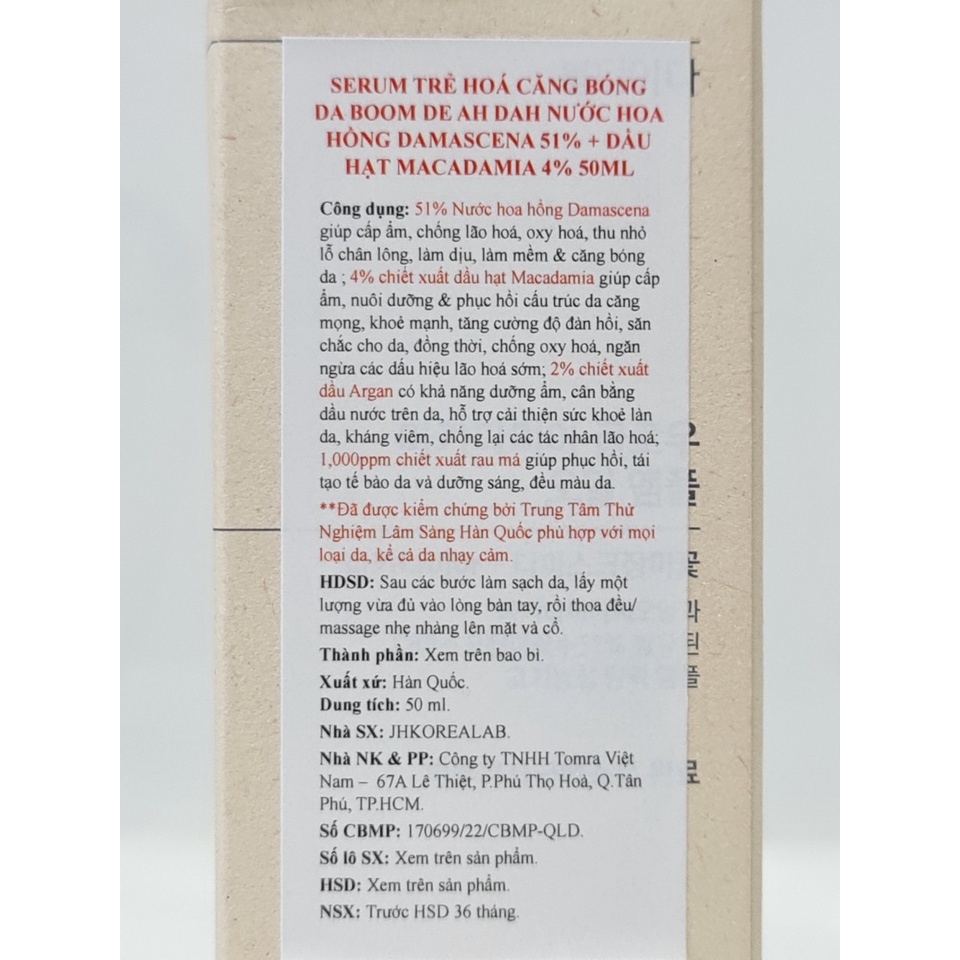 SERUM TRẺ HOÁ CĂNG BÓNG
DA BOOM DE AH DAH NƯỚC HOA
HỒNG DAMASCENA 51% + DẦU
HẠT MACADAMIA 4% 50ML
Công dụng: 51% Nước hoa hồng Damascena
giúp cấp ẩm, chống lão hoá, oxy hoá, thu nhỏ
lỗ chân lông, làm dịu, làm mềm & căng bóng
da ; 4% chiết xuất dầu hạt Macadamia giúp cấp
ẩm, nuôi dưỡng & phục hồi cấu trúc da căng
mọng, khoẻ mạnh, tăng cường độ đàn hồi, săn
chắc cho da, đồng thời, chống oxy hoá, ngăn
ngừa các dấu hiệu lão hoá sớm; 2% chiết xuất
dầu Argan có khả năng dưỡng ẩm, cân bằng
dầu nước trên da, hỗ trợ cải thiện sức khoẻ làn
da, kháng viêm, chống lại các tác nhân lão hoá;
1,000ppm chiết xuất rau má giúp phục hồi, tái
tạo tế bào da và dưỡng sáng, đều màu da.
**Đã được kiểm chứng bởi Trung Tâm Thử
Nghiệm Lâm Sàng Hàn Quốc phù hợp với mọi
loại da, kể cả da nhạy cảm.
HDSD: Sau các bước làm sạch da, lấy một
lượng vừa đủ vào lòng bàn tay, rồi thoa đều/
massage nhẹ nhàng lên mặt và cổ.
Thành phần: Xem trên bao bì.
Xuất xứ: Hàn Quốc.
Dung tích: 50 ml.
Nhà SX: JHKOREALAB.
Nhà NK & PP: Công ty TNHH Tomra Việt
Nam – 67A Lê Thiệt, P.Phú Thọ Hoà, Q.Tân
Phú, TP.HCM.
Số CBMP: 170699/22/CBMP-QLD.
Số lô SX: Xem trên sản phẩm.
HSD: Xem trên sản phẩm.
NSX: Trước HSD 36 tháng.